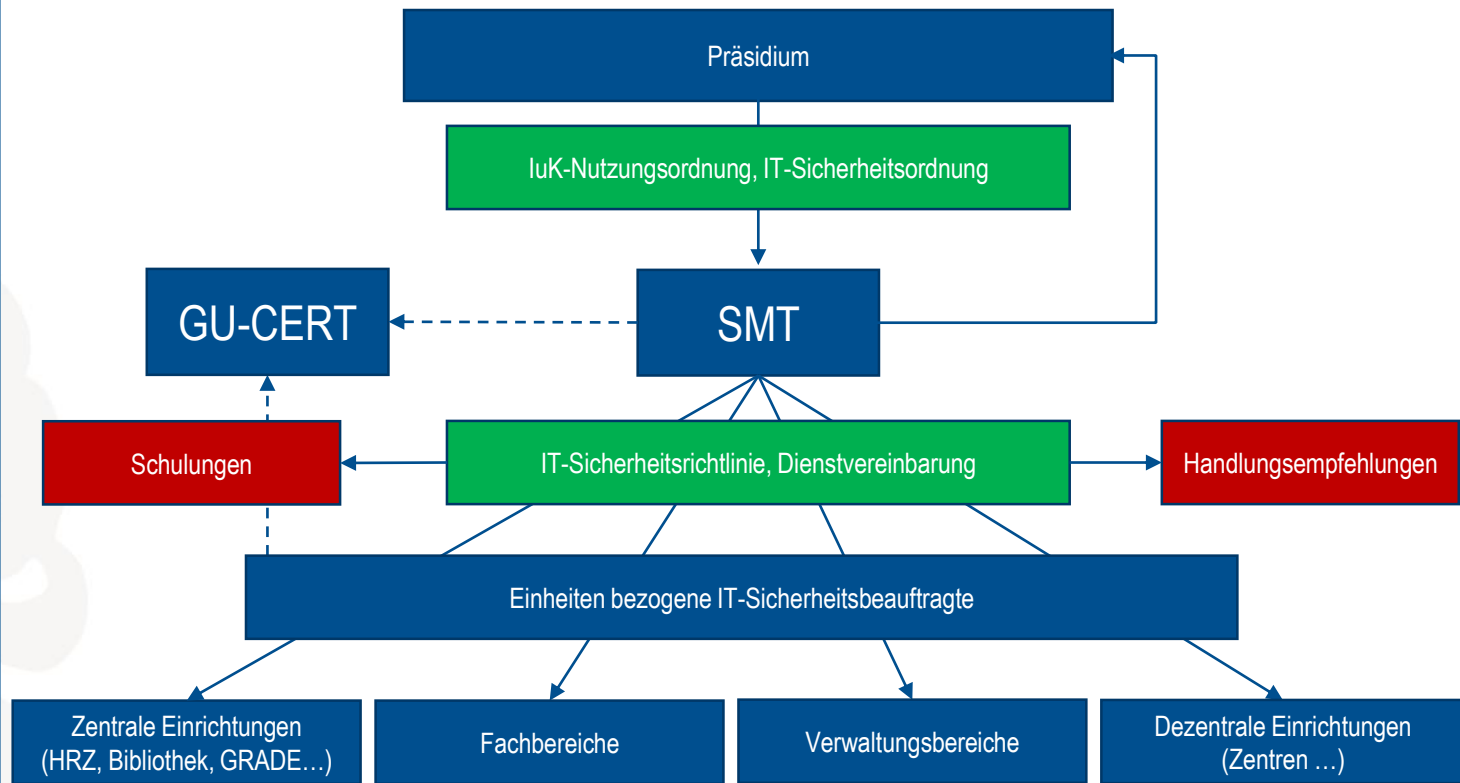 Präsidium
IuK-Nutzungsordnung, IT-Sicherheitsordnung
GU-CERT
SMT
Schulungen
IT-Sicherheitsrichtlinie, Dienstvereinbarung
Handlungsempfehlungen
Einheiten bezogene IT-Sicherheitsbeauftragte
Zentrale Einrichtungen
(HRZ, Bibliothek, GRADE…)
Fachbereiche
Verwaltungsbereiche
Dezentrale Einrichtungen
(Zentren …)